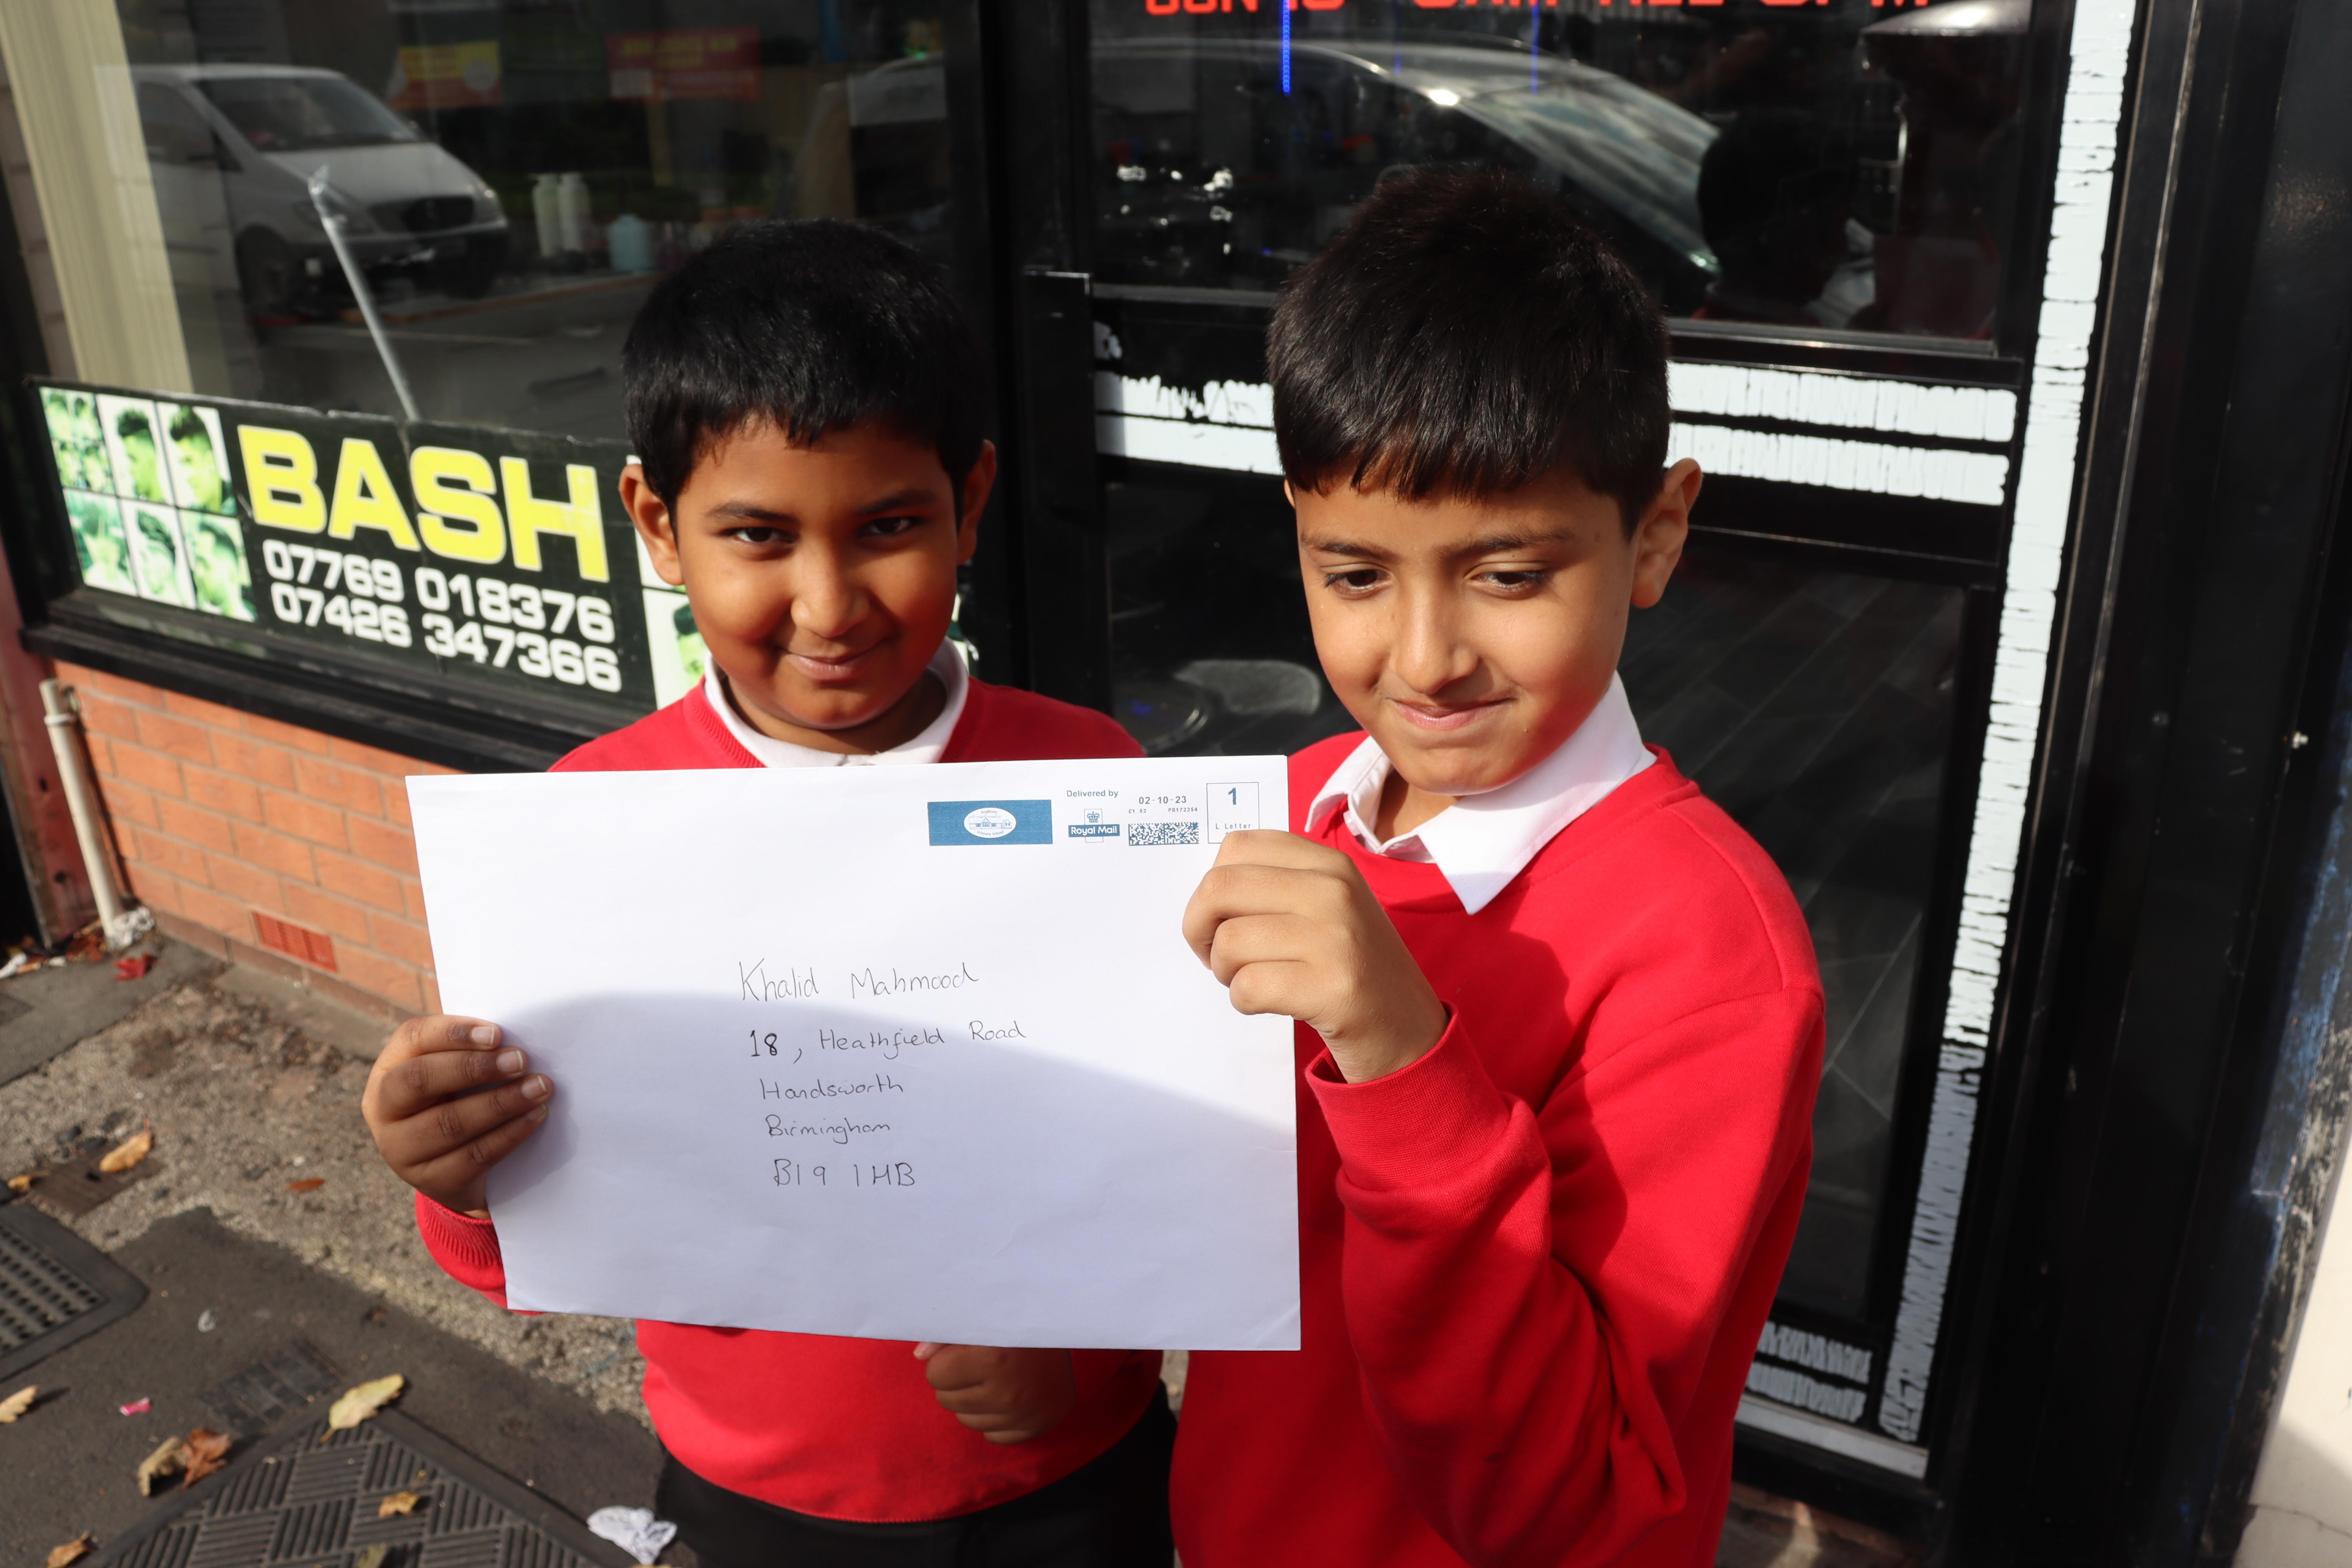 BASH
07769 018376
07426 347366
Delivered by
Royal Mail
02-10-23
1
L Letter
Khalid Mahmood
18, Heathfield Road
Handsworth
Birmingham
B19 1HB